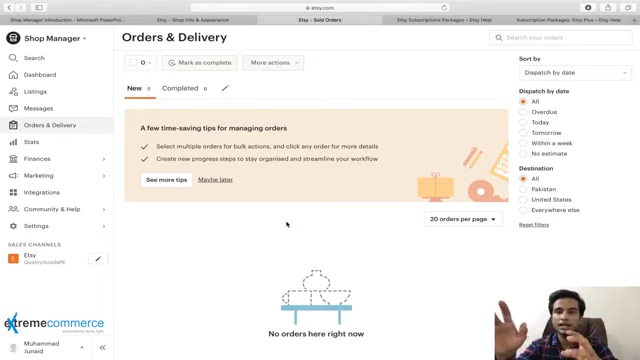 etsy.com
Shop Manager Introduction - Microsoft PowerPoi...
Etsy - Shop Info & Appearance
Etsy - Sold Orders
Etsy Subscriptions Packages – Etsy Help
Subscription Packages: Etsy Plus – Etsy Help
Shop Manager
Search
Dashboard
Listings
Messages
Orders & Delivery
Stats
Finances
Marketing
Integrations
Community & Help
Settings
SALES CHANNELS
Etsy
QualityGoodsPK
extremecommerce
ecommerce done right
Muhammad
Junaid
Orders & Delivery
Search your orders
0
Mark as complete
More actions
New 0
Completed 0
A few time-saving tips for managing orders
Select multiple orders for bulk actions, and click any order for more details
Create new progress steps to stay organised and streamline your workflow
See more tips
Maybe later
20 orders per page
No orders here right now
Sort by
Dispatch by date
Dispatch by date
All
Overdue
Today
Tomorrow
Within a week
No estimate
Destination
All
Pakistan
United States
Everywhere else
Reset filters